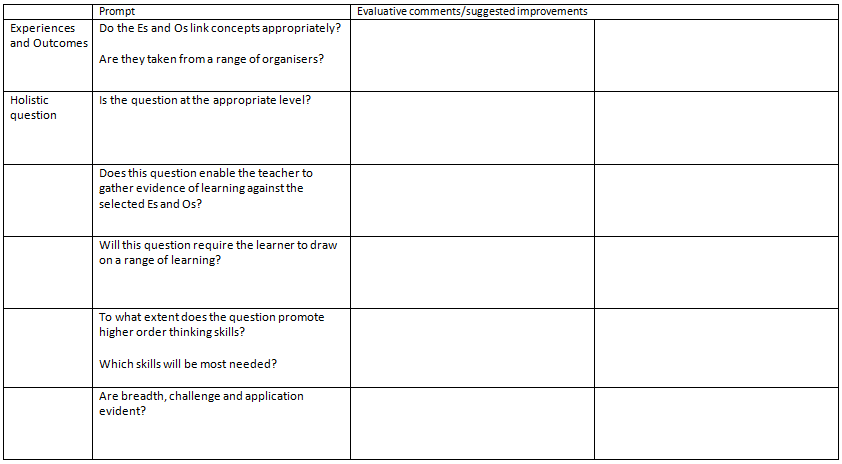 Prompt
Evaluative comments/suggested improvements
Experiences
and Outcomes
Do the Es and Os link concepts appropriately?
Are they taken from a range of organisers?
Holistic
question
Is the question at the appropriate level?
Does this question enable the teacher to
gather evidence of learning against the
selected Es and Os?
Will this question require the learner to draw
on a range of learning?
To what extent does the question promote
higher order thinking skills?
Which skills will be most needed?
Are breadth, challenge and application
evident?